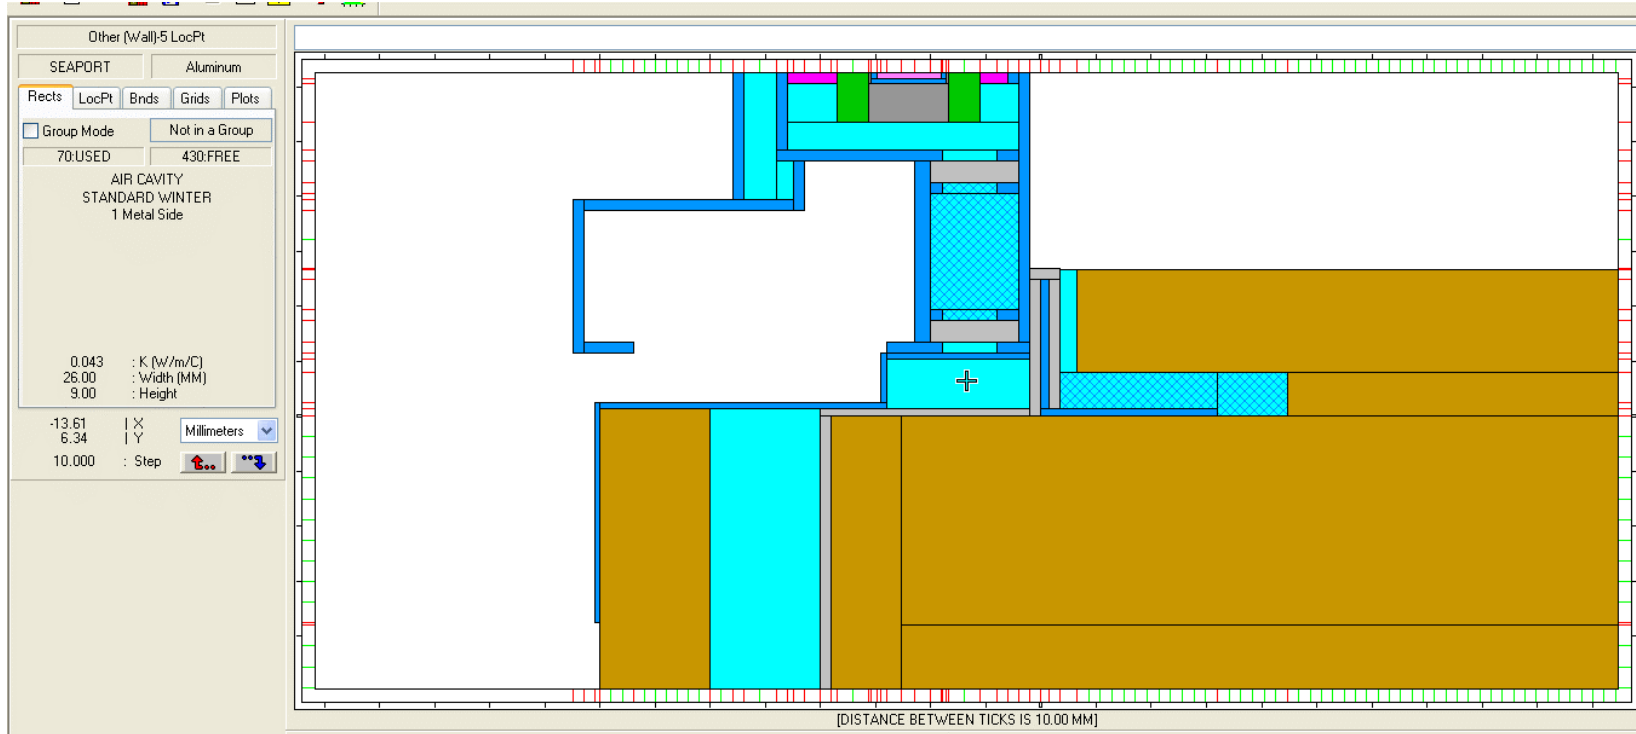 Other (Wall)-5 LocPt
SEAPORT Aluminum
Rects LocPt Bnds Grids Plots
Group Mode Not in a Group
70:USED 430:FREE
AIR CAVITY
STANDARD WINTER
1 Metal Side
0.043 : K (W/m/C)
26.00 : Width (MM)
9.00 : Height
-13.61 | X
6.34 | Y
Millimeters
10.000 : Step
[DISTANCE BETWEEN TICKS IS 10.00 MM]